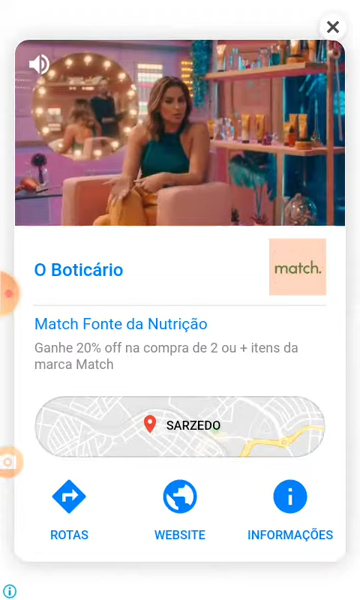 O Boticário
match.
Match Fonte da Nutrição
Ganhe 20% off na compra de 2 ou + itens da
marca Match
SARZEDO
ROTAS
WEBSITE
INFORMAÇÕES